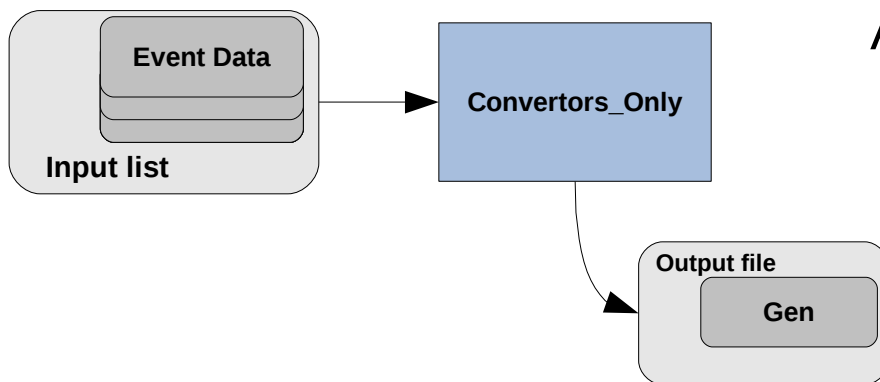 Event Data
Convertors_Only
Input list
Output file
Gen